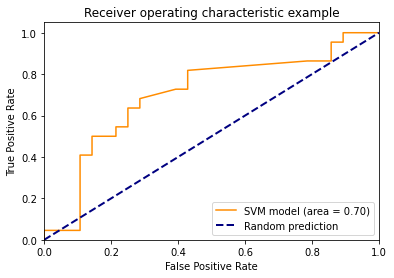 Receiver operating characteristic example
True Positive Rate
1.0
0.8
0.6
0.4
0.2
0.0
SVM model (area = 0.70)
Random prediction
0.0 0.2 0.4 0.6 0.8 1.0
False Positive Rate